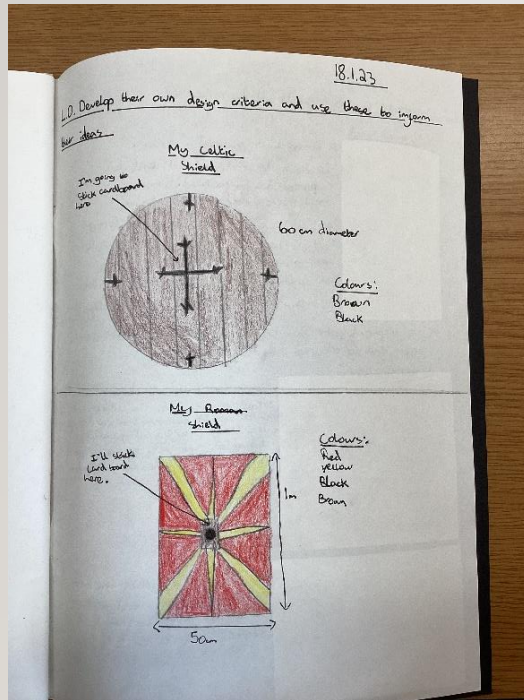 18.1.23
L.O. Develop their own design criteria and use these to inform
their ideas
My Celtic
Shield
I'm going to
stick cardboard
here
60cm diameter
Colours:
Brown
Black
My Roman
Shield
I'll stick
cardboard
here.
Colours:
Red
yellow
Black
Brown
1m
50cm